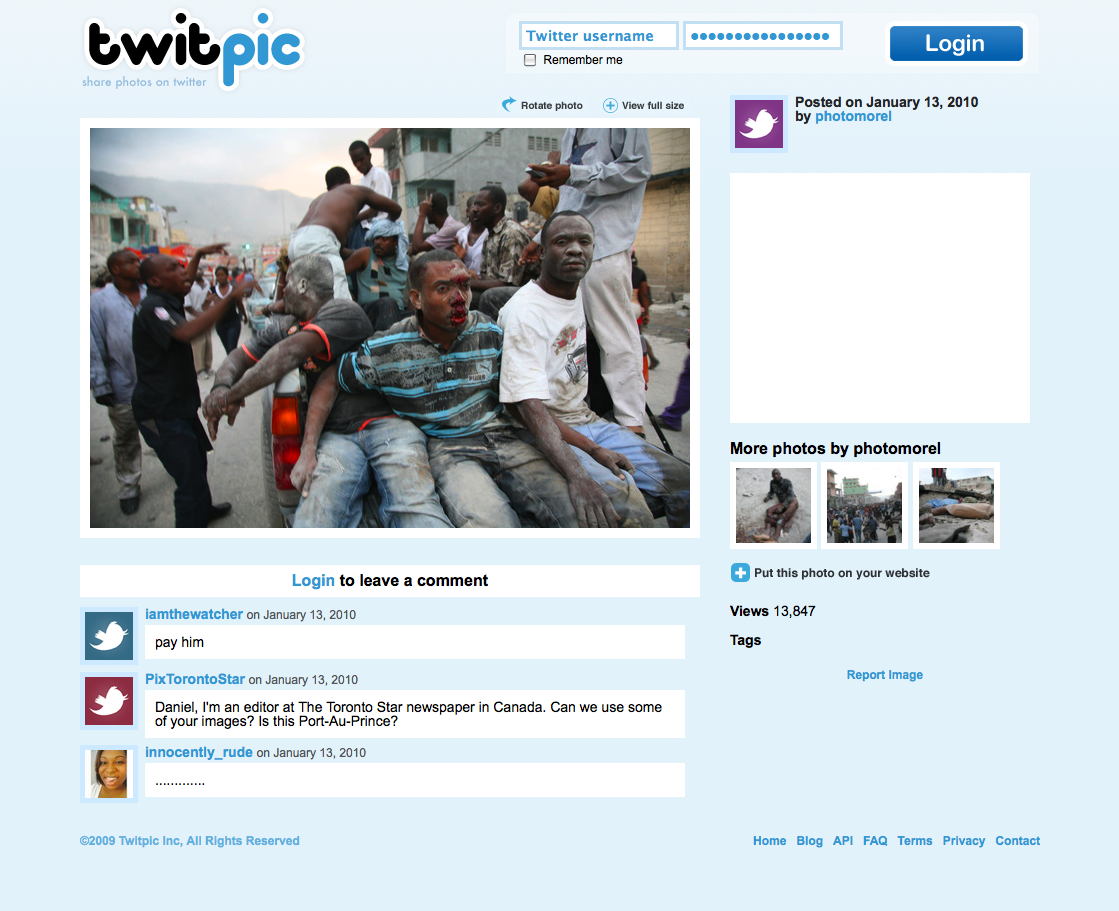 twitpic
share photos on twitter
Twitter username
Remember me
Login
Rotate photo
View full size
Posted on January 13, 2010
by photomorel
More photos by photomorel
Put this photo on your website
Views 13,847
Tags
Report Image
Login to leave a comment
iamthewatcher on January 13, 2010
pay him
PixTorontoStar on January 13, 2010
Daniel, I'm an editor at The Toronto Star newspaper in Canada. Can we use some
of your images? Is this Port-Au-Prince?
innocently_rude on January 13, 2010
.............
©2009 Twitpic Inc, All Rights Reserved
Home Blog API FAQ Terms Privacy Contact